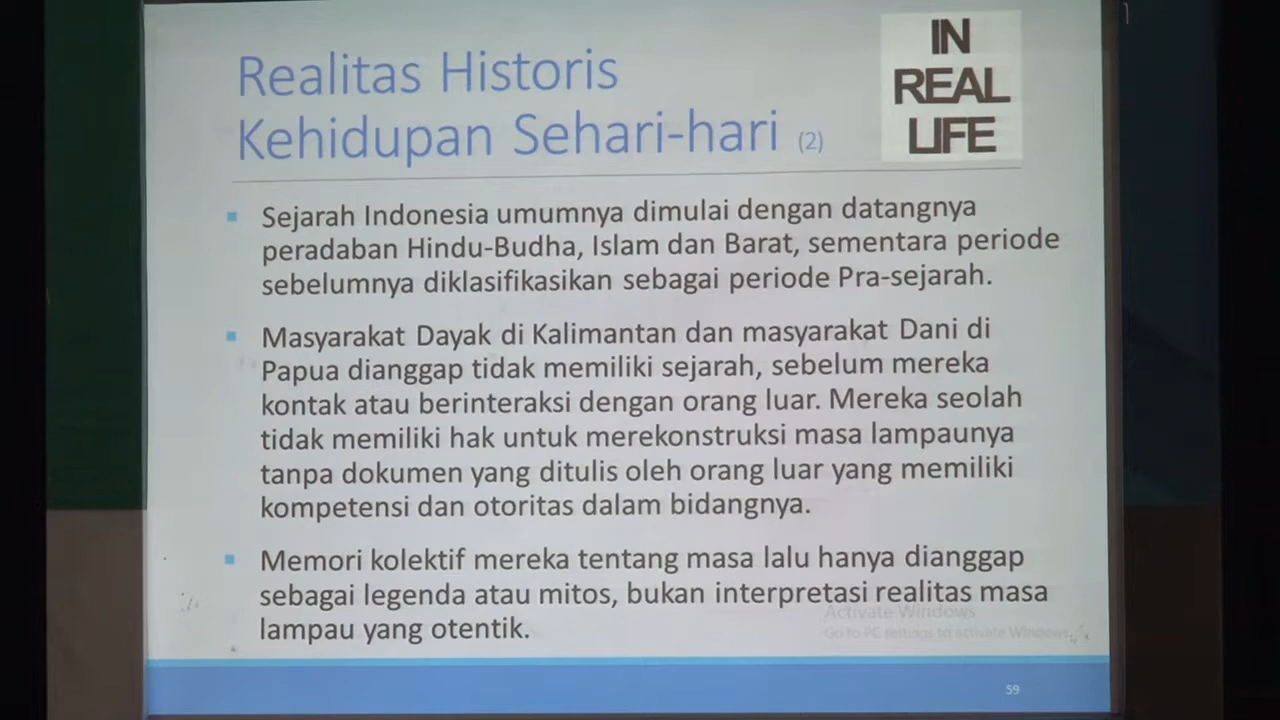 Realitas Historis
Kehidupan Sehari-hari (2)
IN
REAL
LIFE
Sejarah Indonesia umumnya dimulai dengan datangnya
peradaban Hindu-Budha, Islam dan Barat, sementara periode
sebelumnya diklasifikasikan sebagai periode Pra-sejarah.
Masyarakat Dayak di Kalimantan dan masyarakat Dani di
Papua dianggap tidak memiliki sejarah, sebelum mereka
kontak atau berinteraksi dengan orang luar. Mereka seolah
tidak memiliki hak untuk merekonstruksi masa lampaunya
tanpa dokumen yang ditulis oleh orang luar yang memiliki
kompetensi dan otoritas dalam bidangnya.
Memori kolektif mereka tentang masa lalu hanya dianggap
sebagai legenda atau mitos, bukan interpretasi realitas masa
lampau yang otentik.
Activate Windows
Go to PC settings to activate Windows.
59